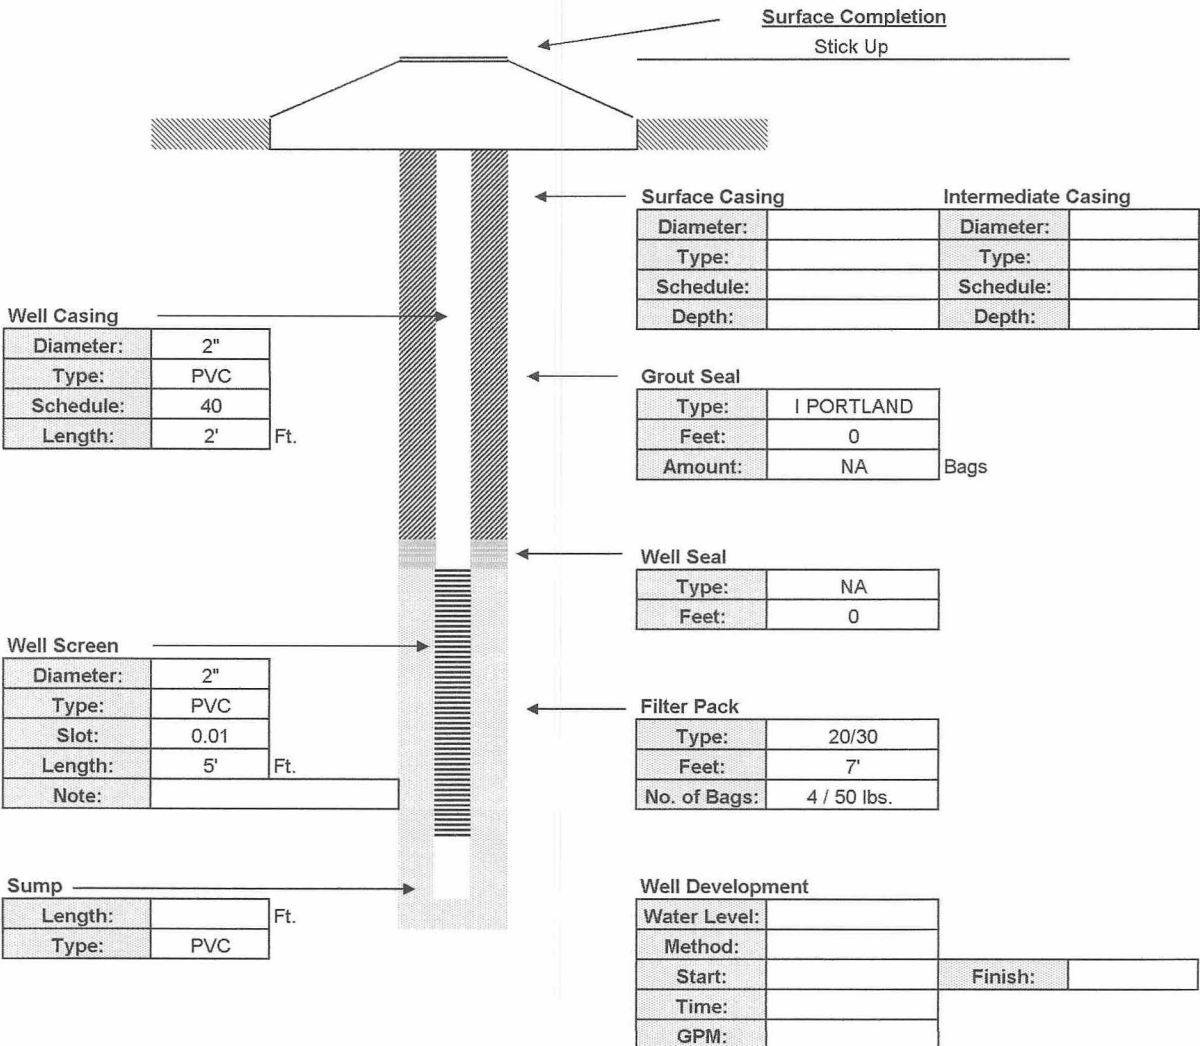 Surface Completion
Stick Up
Surface Casing Intermediate Casing
Diameter: Diameter:
Type: Type:
Schedule: Schedule:
Depth: Depth:
Well Casing
Diameter: 2"
Type: PVC
Schedule: 40
Length: 2' Ft.
Grout Seal
Type: I PORTLAND
Feet: 0
Amount: NA Bags
Well Seal
Type: NA
Feet: 0
Well Screen
Diameter: 2"
Type: PVC
Slot: 0.01
Length: 5' Ft.
Note:
Filter Pack
Type: 20/30
Feet: 7'
No. of Bags: 4 / 50 lbs.
Sump
Length: Ft.
Type: PVC
Well Development
Water Level:
Method:
Start: Finish:
Time:
GPM: